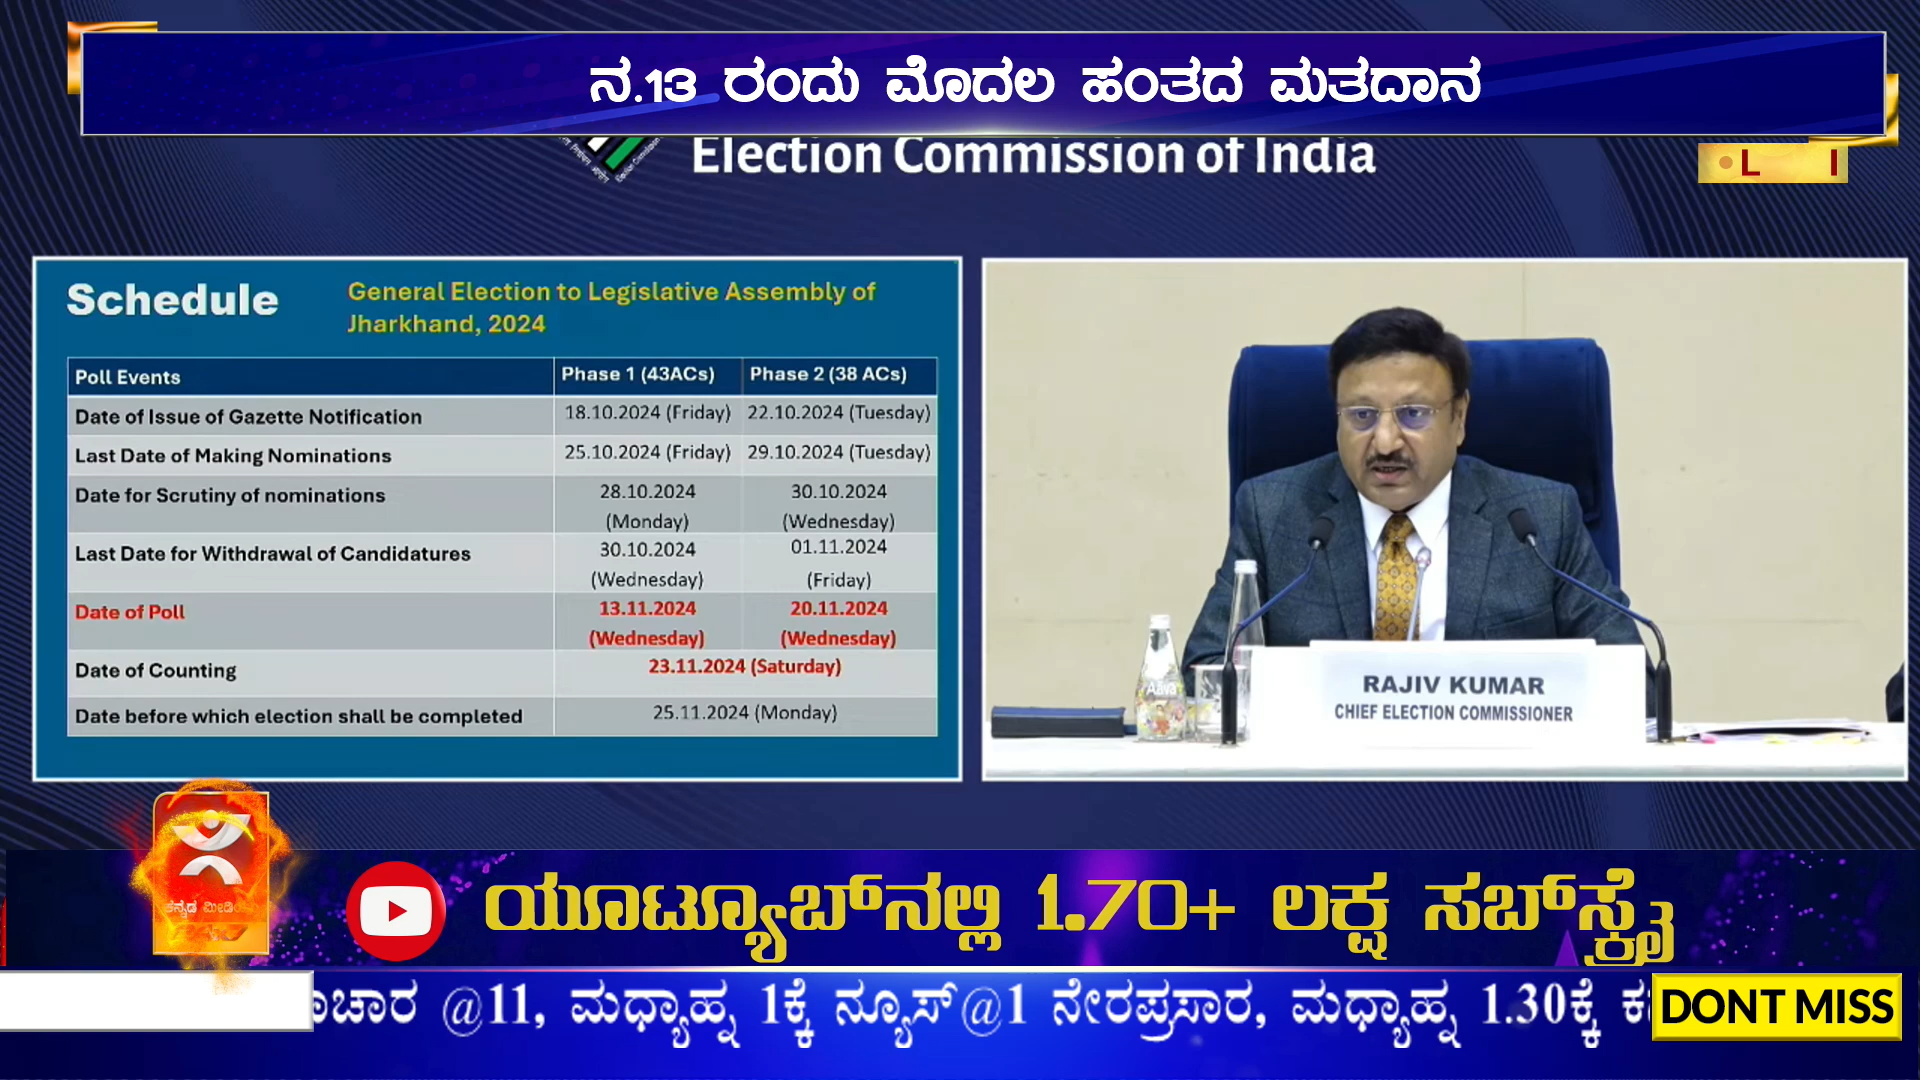 ನ.13 ರಂದು ಮೊದಲ ಹಂತದ ಮತದಾನ
Election Commission of India
Schedule
General Election to Legislative Assembly of
Jharkhand, 2024
Poll Events Phase 1 (43ACs) Phase 2 (38 ACs)
Date of Issue of Gazette Notification 18.10.2024 (Friday) 22.10.2024 (Tuesday)
Last Date of Making Nominations 25.10.2024 (Friday) 29.10.2024 (Tuesday)
Date for Scrutiny of nominations 28.10.2024 (Monday) 30.10.2024 (Wednesday)
Last Date for Withdrawal of Candidatures 30.10.2024 (Wednesday) 01.11.2024 (Friday)
Date of Poll 13.11.2024 (Wednesday) 20.11.2024 (Wednesday)
Date of Counting 23.11.2024 (Saturday)
Date before which election shall be completed 25.11.2024 (Monday)
Aava
RAJIV KUMAR
CHIEF ELECTION COMMISSIONER
ಕನ್ನಡ
ಯೂಟ್ಯೂಬ್‌ನಲ್ಲಿ 1.70+ ಲಕ್ಷ ಸಬ್‌ಸ್ಕ್ರೈ
@11, ಮಧ್ಯಾಹ್ನ 1ಕ್ಕೆ ನ್ಯೂಸ್@1 ನೇರಪ್ರಸಾರ, ಮಧ್ಯಾಹ್ನ 1.30ಕ್ಕೆ
DONT MISS